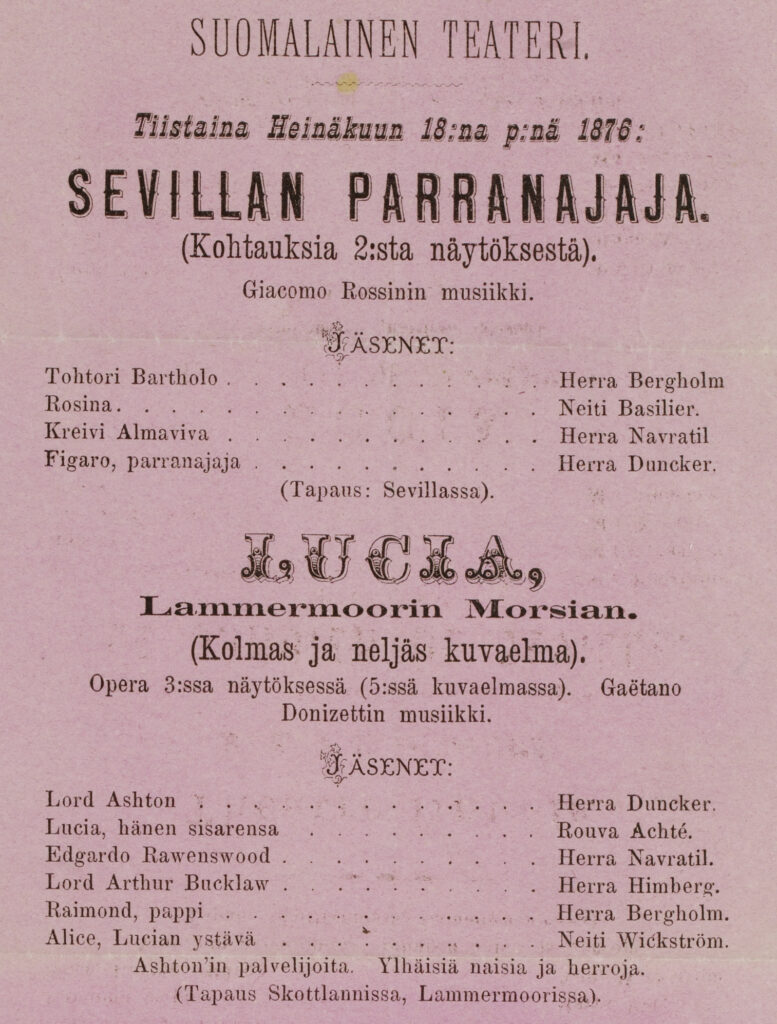 SUOMALAINEN TEATERI.
Tiistaina Heinäkuun 18:na p:nä 1876:
SEVILLAN PARRANAJAJA.
(Kohtauksia 2:sta näytöksestä).
Giacomo Rossinin musiikki.
JÄSENET:
Tohtori Bartholo . . . . . . . . . . . . Herra Bergholm
Rosina. . . . . . . . . . . . . . . . Neiti Basilier.
Kreivi Almaviva . . . . . . . . . . . . Herra Navratil
Figaro, parranajaja . . . . . . . . . . . Herra Duncker.
(Tapaus: Sevillassa).
LUCIA,
Lammermoorin Morsian.
(Kolmas ja neljäs kuvaelma).
Opera 3:ssa näytöksessä (5:ssä kuvaelmassa). Gaëtano
Donizettin musiikki.
JÄSENET:
Lord Ashton . . . . . . . . . . . . . Herra Duncker.
Lucia, hänen sisarensa . . . . . . . . . Rouva Achté.
Edgardo Rawenswood . . . . . . . . . . Herra Navratil.
Lord Arthur Bucklaw . . . . . . . . . . Herra Himberg.
Raimond, pappi . . . . . . . . . . . . Herra Bergholm.
Alice, Lucian ystävä . . . . . . . . . . Neiti Wickström.
Ashton'in palvelijoita. Ylhäisiä naisia ja herroja.
(Tapaus Skottlannissa, Lammermoorissa).